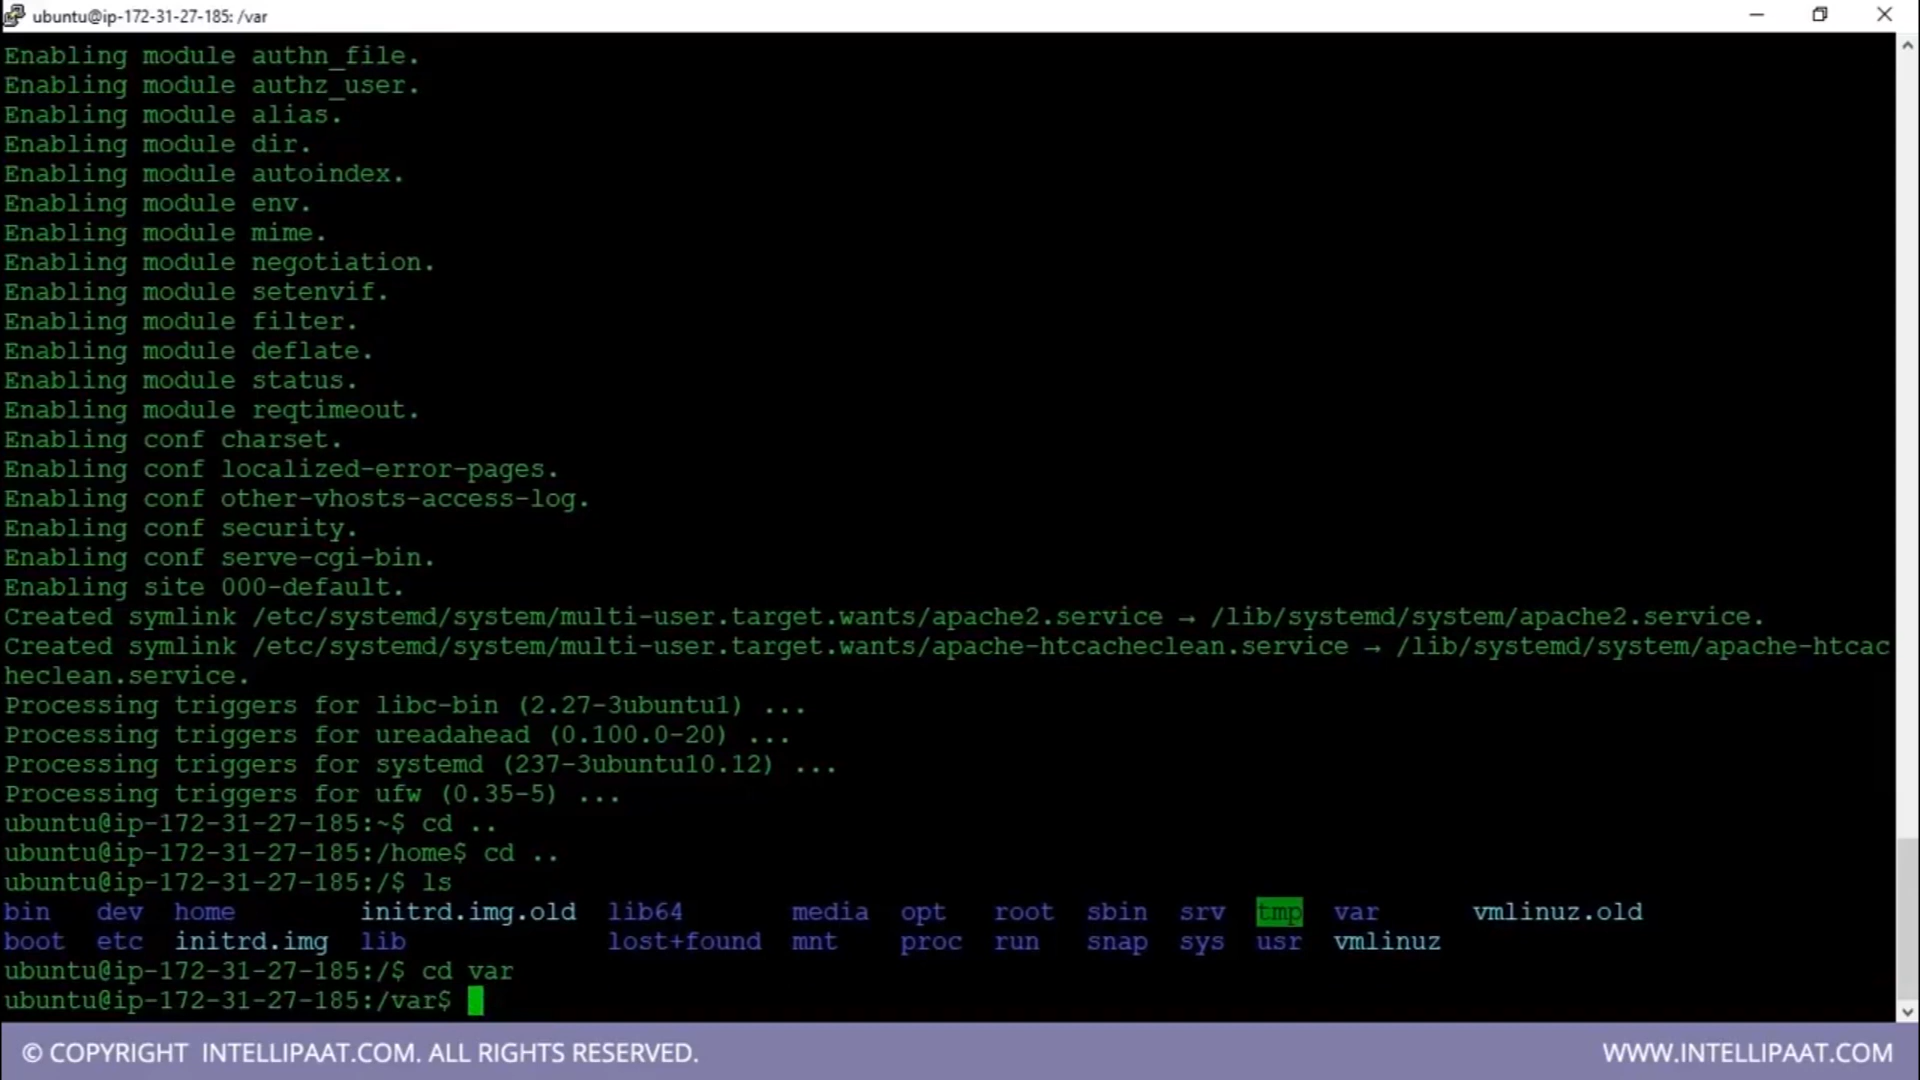 ubuntu@ip-172-31-27-185: /var
Enabling module authn_file.
Enabling module authz_user.
Enabling module alias.
Enabling module dir.
Enabling module autoindex.
Enabling module env.
Enabling module mime.
Enabling module negotiation.
Enabling module setenvif.
Enabling module filter.
Enabling module deflate.
Enabling module status.
Enabling module reqtimeout.
Enabling conf charset.
Enabling conf localized-error-pages.
Enabling conf other-vhosts-access-log.
Enabling conf security.
Enabling conf serve-cgi-bin.
Enabling site 000-default.
Created symlink /etc/systemd/system/multi-user.target.wants/apache2.service → /lib/systemd/system/apache2.service.
Created symlink /etc/systemd/system/multi-user.target.wants/apache-htcacheclean.service → /lib/systemd/system/apache-htcac
heclean.service.
Processing triggers for libc-bin (2.27-3ubuntu1) ...
Processing triggers for ureadahead (0.100.0-20) ...
Processing triggers for systemd (237-3ubuntu10.12) ...
Processing triggers for ufw (0.35-5) ...
ubuntu@ip-172-31-27-185:~$ cd ..
ubuntu@ip-172-31-27-185:/home$ cd ..
ubuntu@ip-172-31-27-185:/$ ls
bin dev home initrd.img.old lib64 media opt root sbin srv tmp var vmlinuz.old
boot etc initrd.img lib lost+found mnt proc run snap sys usr vmlinuz
ubuntu@ip-172-31-27-185:/$ cd var
ubuntu@ip-172-31-27-185:/var$
© COPYRIGHT INTELLIPAAT.COM. ALL RIGHTS RESERVED. WWW.INTELLIPAAT.COM